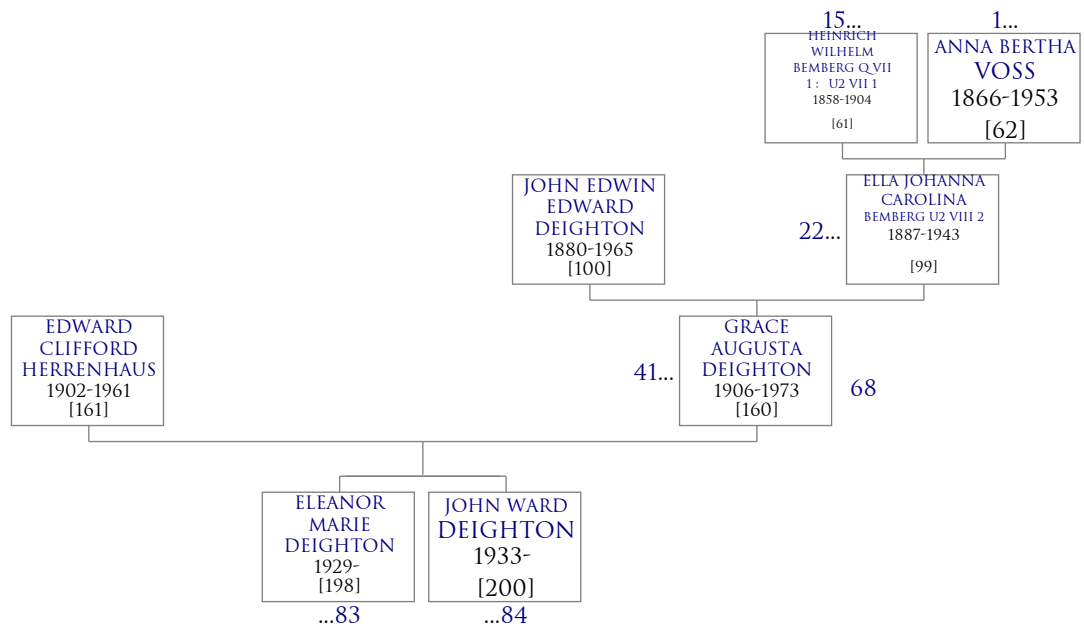 15...
HEINRICH
WILHELM
BEMBERG Q VII
1 : U2 VII 1
1858-1904
[61]
1...
ANNA BERTHA
VOSS
1866-1953
[62]
JOHN EDWIN
EDWARD
DEIGHTON
1880-1965
[100]
22...
ELLA JOHANNA
CAROLINA
BEMBERG U2 VIII 2
1887-1943
[99]
EDWARD
CLIFFORD
HERRENHAUS
1902-1961
[161]
41...
GRACE
AUGUSTA
DEIGHTON
1906-1973
[160]
68
ELEANOR
MARIE
DEIGHTON
1929-
[198]
...83
JOHN WARD
DEIGHTON
1933-
[200]
...84